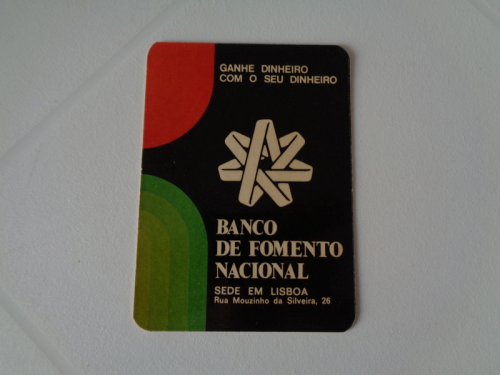 GANHE DINHEIRO
COM O SEU DINHEIRO
BANCO
DE FOMENTO
NACIONAL
SEDE EM LISBOA
Rua Mouzinho da Silveira, 26